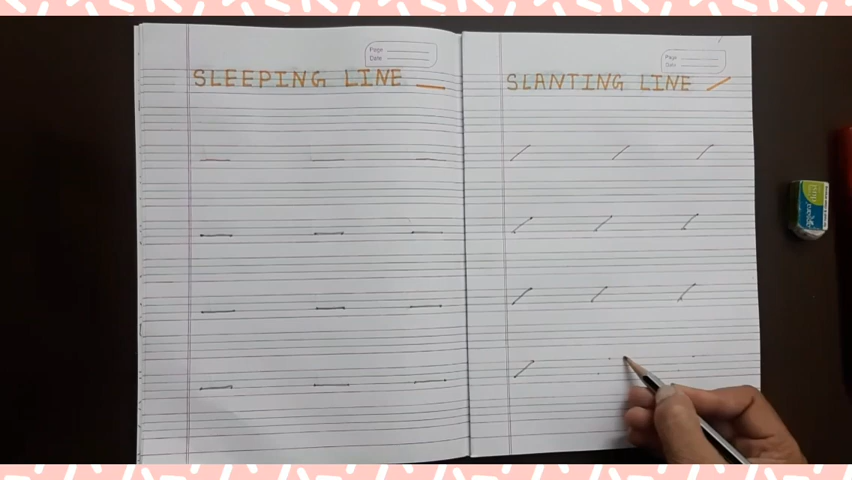 Page
Date
SLEEPING LINE
Page
Date
SLANTING LINE